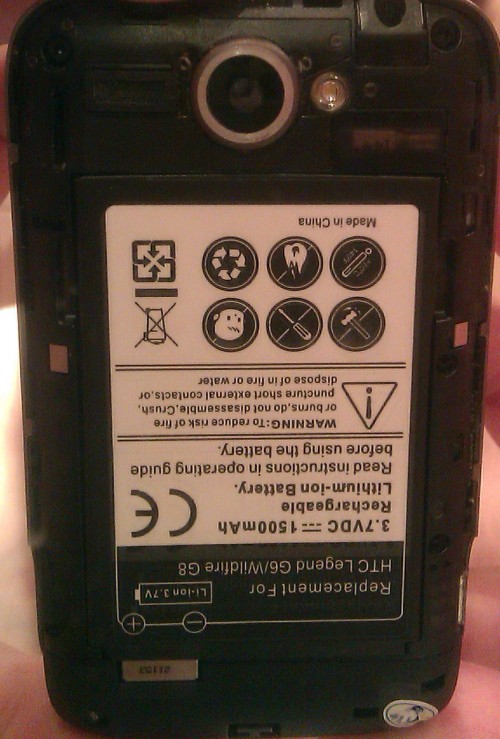 Replacement For
HTC Legend G6/Wildfire G8
Li-ion 3.7V
3.7VDC ⎓ 1500mAh
Rechargeable
Lithium-ion Battery.
Read instructions in operating guide
before using the battery.
CE
WARNING:To reduce risk of fire
or burns,do not disassemble,Crush,
puncture short external contacts,or
dispose of in fire or water
Made in China
21153